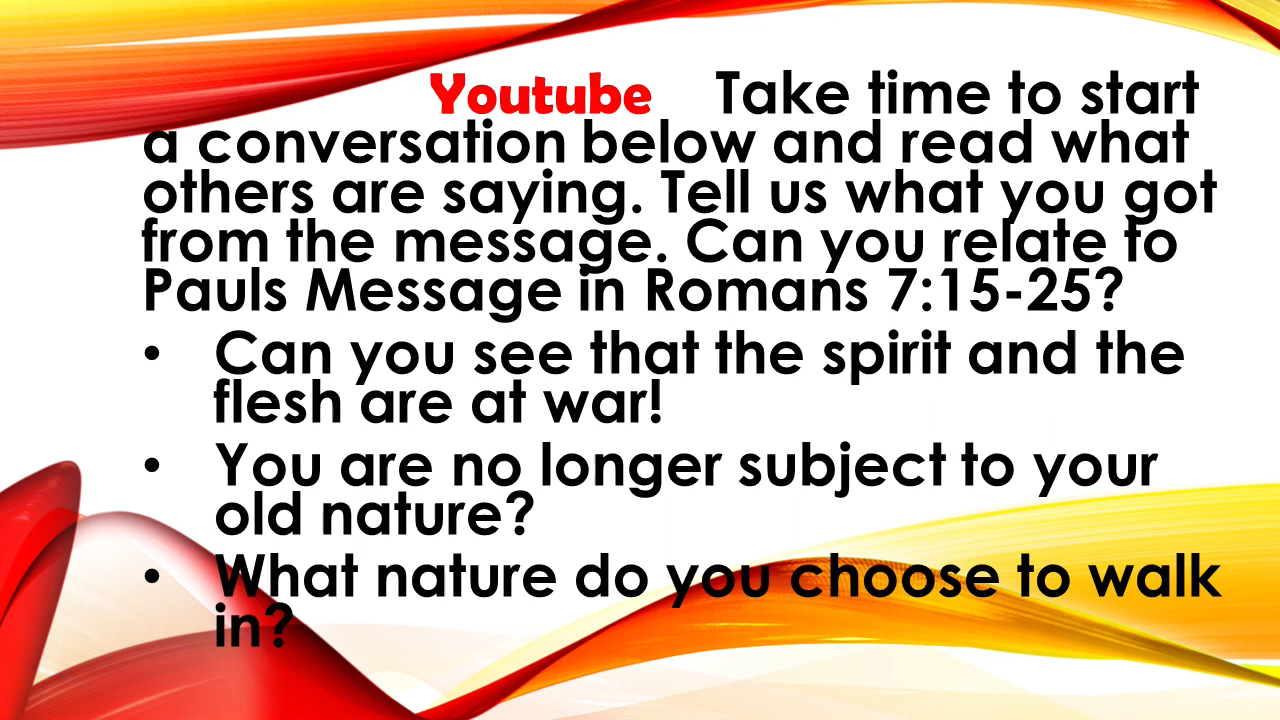 Youtube Take time to start
a conversation below and read what
others are saying. Tell us what you got
from the message. Can you relate to
Pauls Message in Romans 7:15-25?
• Can you see that the spirit and the
flesh are at war!
• You are no longer subject to your
old nature?
• What nature do you choose to walk
in?